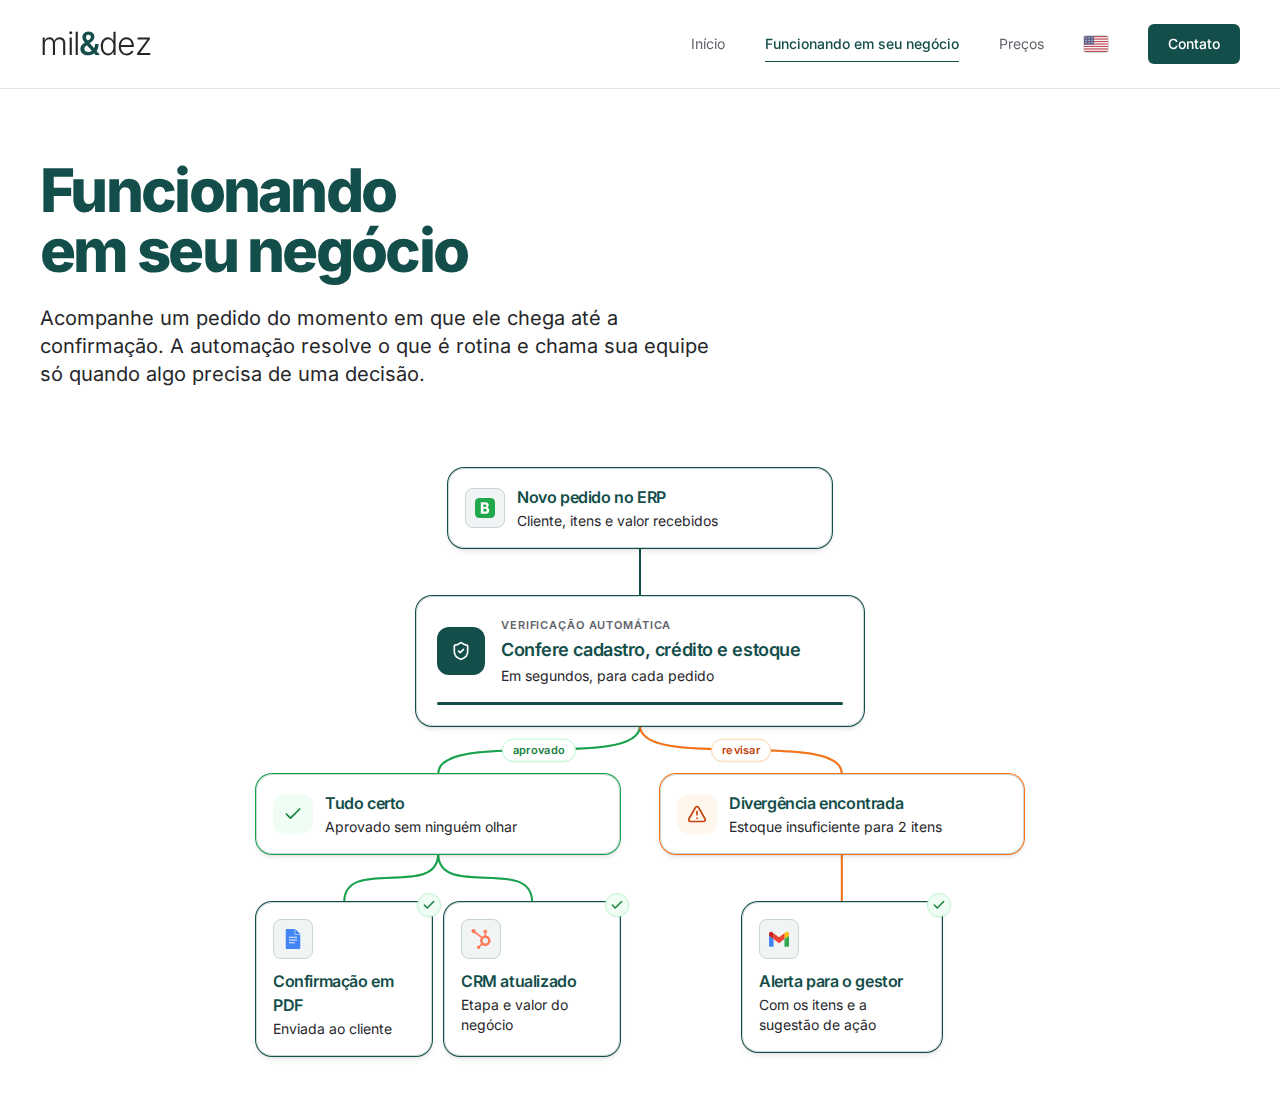 mil&dez
Início
Funcionando em seu negócio
Preços
Contato
Funcionando
em seu negócio
Acompanhe um pedido do momento em que ele chega até a
confirmação. A automação resolve o que é rotina e chama sua equipe
só quando algo precisa de uma decisão.
B
Novo pedido no ERP
Cliente, itens e valor recebidos
VERIFICAÇÃO AUTOMÁTICA
Confere cadastro, crédito e estoque
Em segundos, para cada pedido
aprovado
revisar
Tudo certo
Aprovado sem ninguém olhar
Divergência encontrada
Estoque insuficiente para 2 itens
Confirmação em
PDF
Enviada ao cliente
CRM atualizado
Etapa e valor do
negócio
Alerta para o gestor
Com os itens e a
sugestão de ação